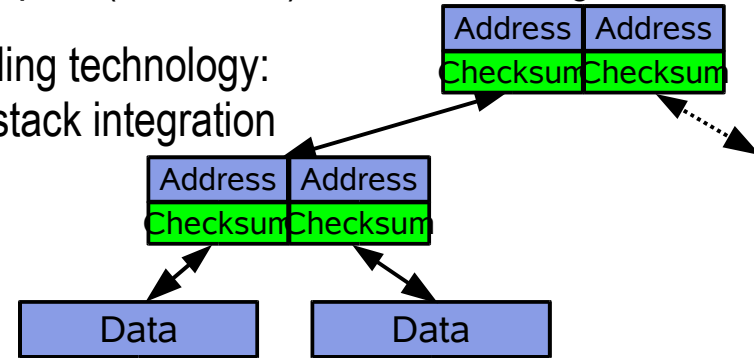 Address Address
Checksum Checksum
ling technology:
stack integration
Address Address
Checksum Checksum
Data Data